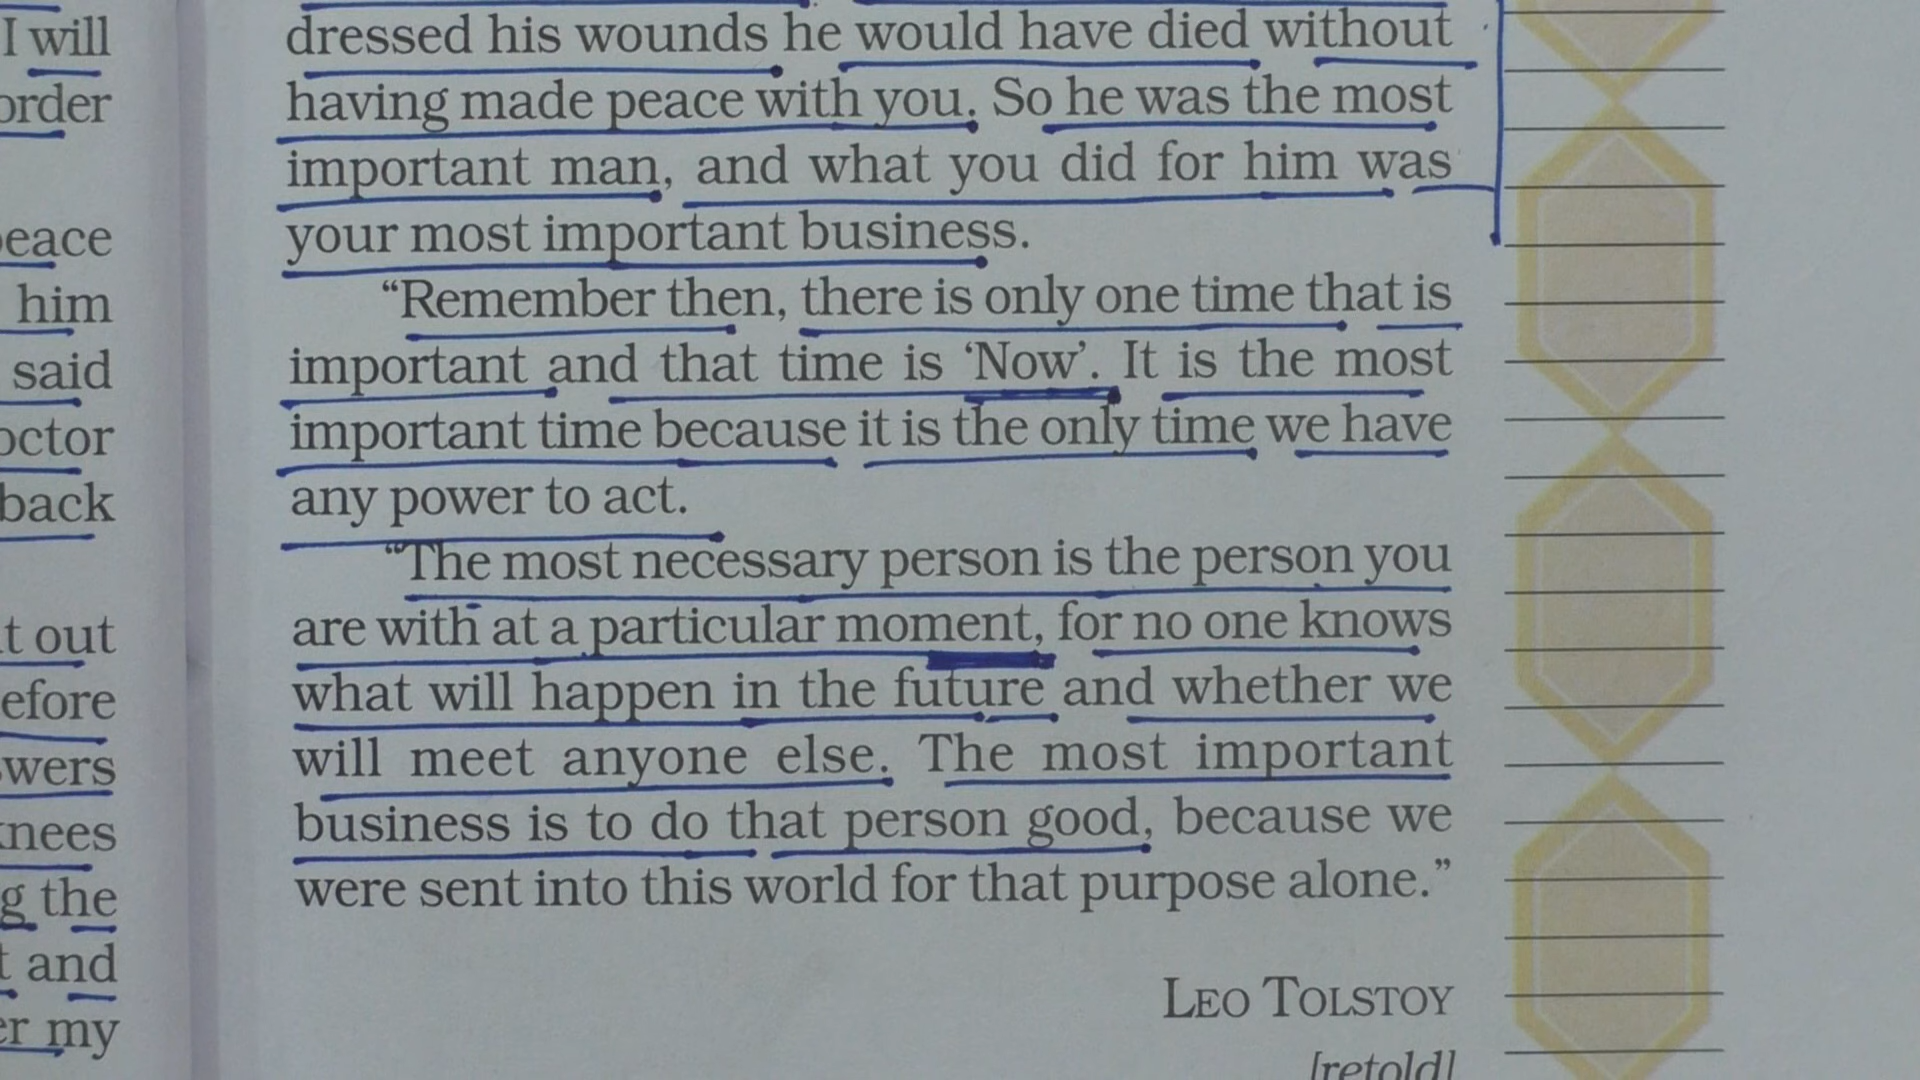 I will
order
peace
him
said
back
t out
wers
g the
t and
er my
dressed his wounds he would have died without
having made peace with you. So he was the most
important man, and what you did for him was
your most important business.
“Remember then, there is only one time that is
important and that time is ‘Now’. It is the most
important time because it is the only time we have
any power to act.
“The most necessary person is the person you
are with at a particular moment, for no one knows
what will happen in the future and whether we
will meet anyone else. The most important
business is to do that person good, because we
were sent into this world for that purpose alone.”
LEO TOLSTOY
[retold]